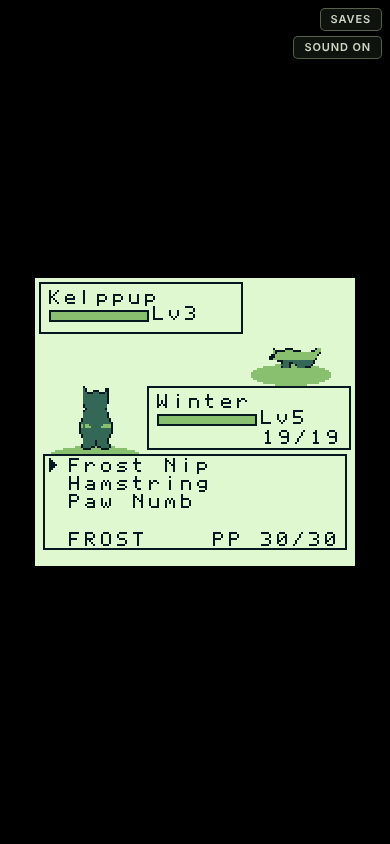 SAVES
SOUND ON
Kelppup
Lv3
Winter
Lv5
19/19
Frost Nip
Hamstring
Paw Numb
FROST PP 30/30